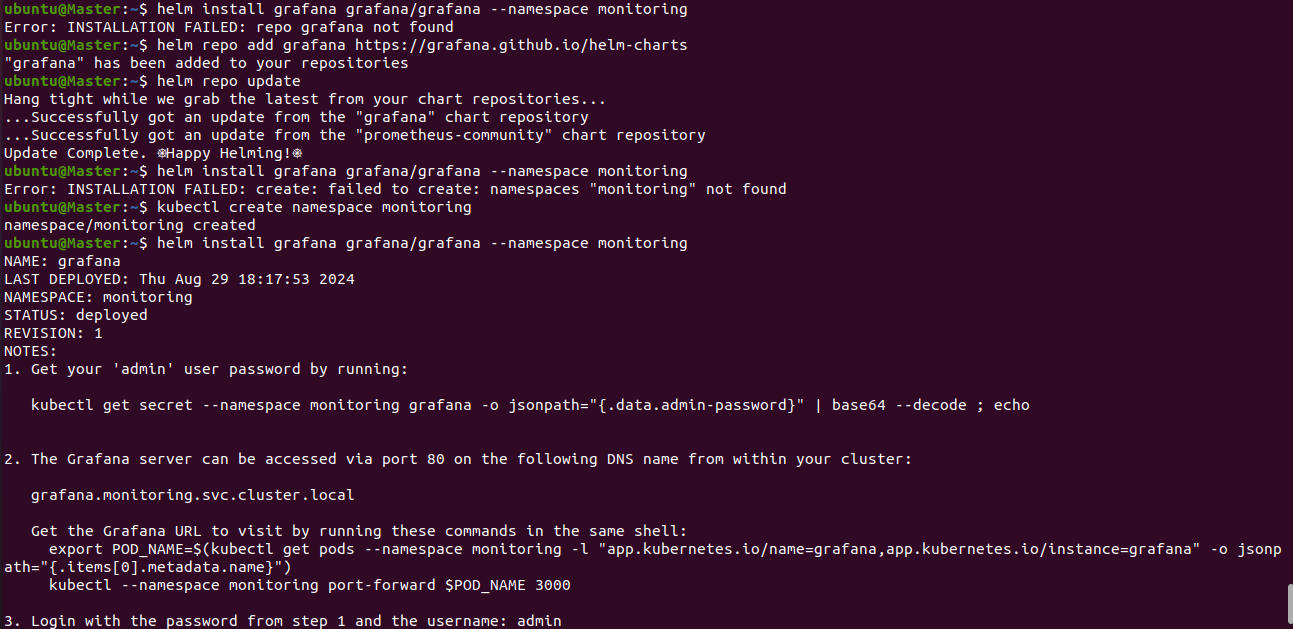 ubuntu@Master:~$ helm install grafana grafana/grafana --namespace monitoring
Error: INSTALLATION FAILED: repo grafana not found
ubuntu@Master:~$ helm repo add grafana https://grafana.github.io/helm-charts
"grafana" has been added to your repositories
ubuntu@Master:~$ helm repo update
Hang tight while we grab the latest from your chart repositories...
...Successfully got an update from the "grafana" chart repository
...Successfully got an update from the "prometheus-community" chart repository
Update Complete. ⎈Happy Helming!⎈
ubuntu@Master:~$ helm install grafana grafana/grafana --namespace monitoring
Error: INSTALLATION FAILED: create: failed to create: namespaces "monitoring" not found
ubuntu@Master:~$ kubectl create namespace monitoring
namespace/monitoring created
ubuntu@Master:~$ helm install grafana grafana/grafana --namespace monitoring
NAME: grafana
LAST DEPLOYED: Thu Aug 29 18:17:53 2024
NAMESPACE: monitoring
STATUS: deployed
REVISION: 1
NOTES:
1. Get your 'admin' user password by running:
   kubectl get secret --namespace monitoring grafana -o jsonpath="{.data.admin-password}" | base64 --decode ; echo
2. The Grafana server can be accessed via port 80 on the following DNS name from within your cluster:
   grafana.monitoring.svc.cluster.local
   Get the Grafana URL to visit by running these commands in the same shell:
     export POD_NAME=$(kubectl get pods --namespace monitoring -l "app.kubernetes.io/name=grafana,app.kubernetes.io/instance=grafana" -o jsonp
ath="{.items[0].metadata.name}")
     kubectl --namespace monitoring port-forward $POD_NAME 3000
3. Login with the password from step 1 and the username: admin